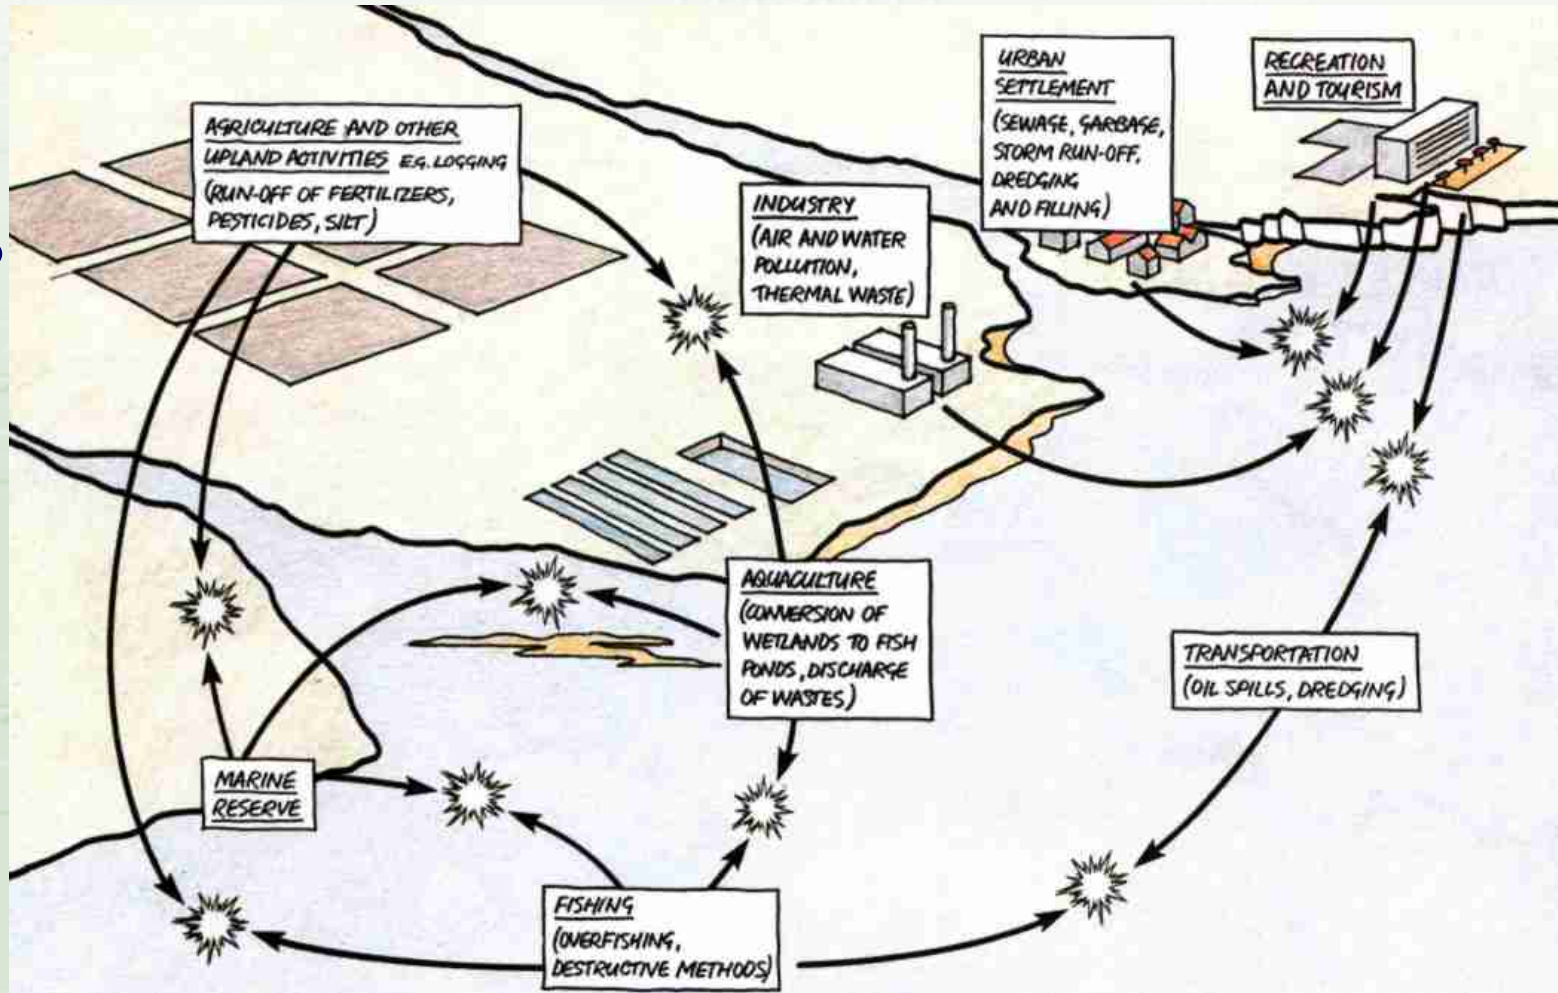 AGRICULTURE AND OTHER
UPLAND ACTIVITIES E.G. LOGGING
(RUN-OFF OF FERTILIZERS,
PESTICIDES, SILT)
INDUSTRY
(AIR AND WATER
POLLUTION,
THERMAL WASTE)
URBAN
SETTLEMENT
(SEWAGE, GARBAGE,
STORM RUN-OFF,
DREDGING
AND FILLING)
RECREATION
AND TOURISM
AQUACULTURE
(CONVERSION OF
WETLANDS TO FISH
PONDS, DISCHARGE
OF WASTES)
TRANSPORTATION
(OIL SPILLS, DREDGING)
MARINE
RESERVE
FISHING
(OVERFISHING,
DESTRUCTIVE METHODS)